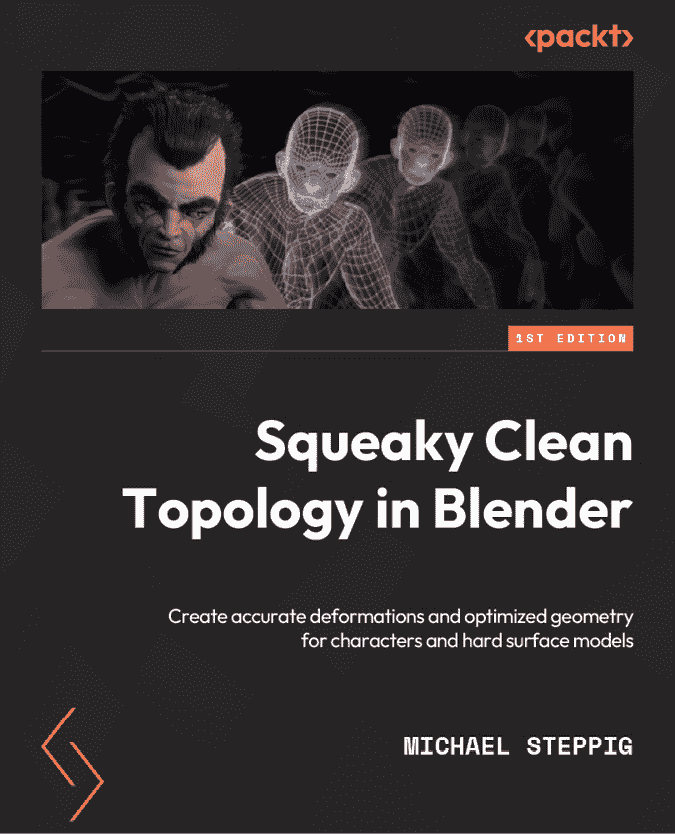 <packt>
1ST EDITION
Squeaky Clean
Topology in Blender
Create accurate deformations and optimized geometry
for characters and hard surface models
MICHAEL STEPPIG